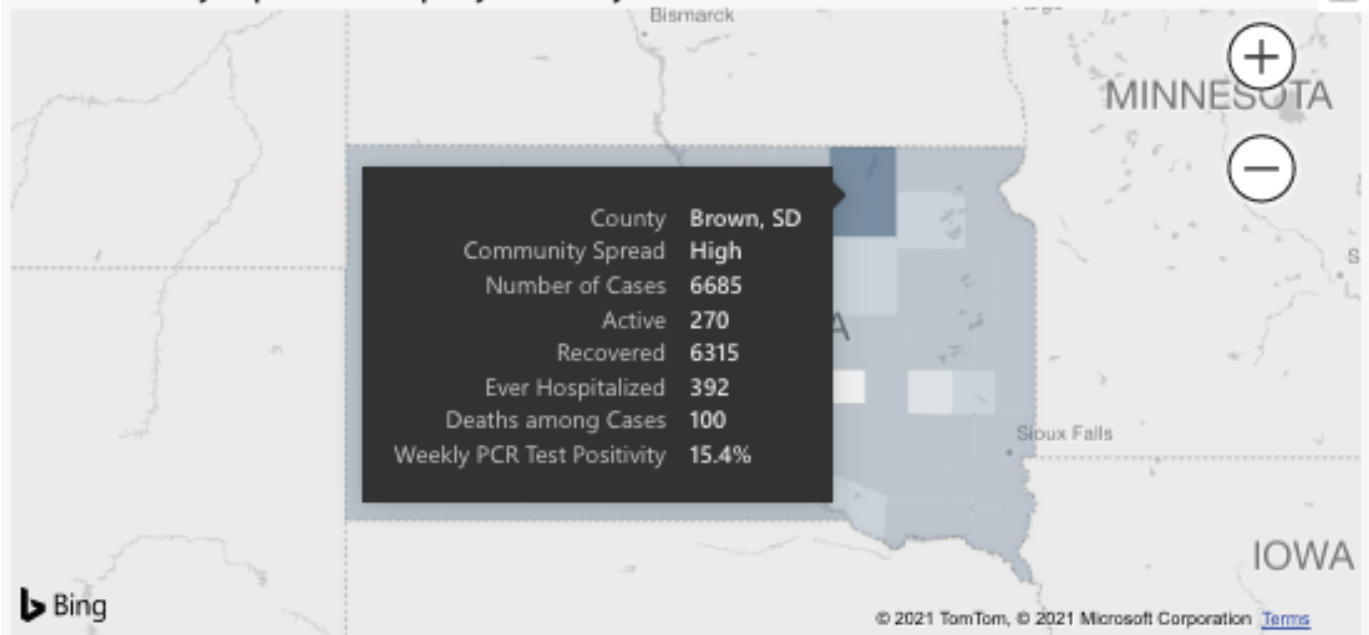 Bismarck
MINNESOTA
County Brown, SD
Community Spread High
Number of Cases 6685
Active 270
Recovered 6315
Ever Hospitalized 392
Deaths among Cases 100
Weekly PCR Test Positivity 15.4%
A
S
Sioux Falls
IOWA
Bing
© 2021 TomTom, © 2021 Microsoft Corporation Terms